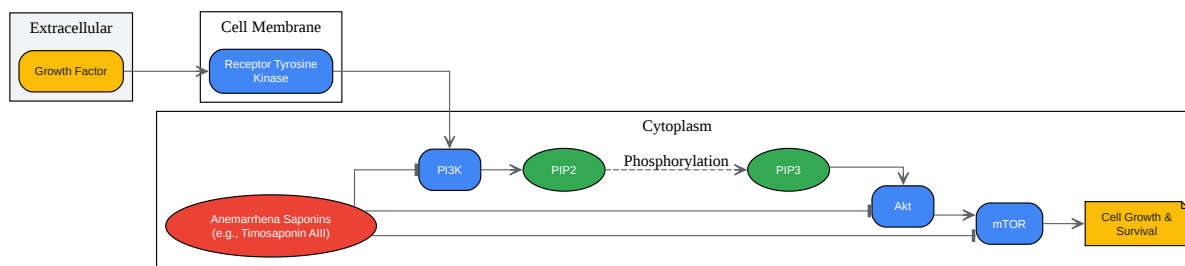 Extracellular
Growth Factor
Cell Membrane
Receptor Tyrosine
Kinase
Cytoplasm
PI3K
PIP2
Phosphorylation
PIP3
Anemarrhena Saponins
(e.g., Timosaponin AIII)
Akt
mTOR
Cell Growth &
Survival